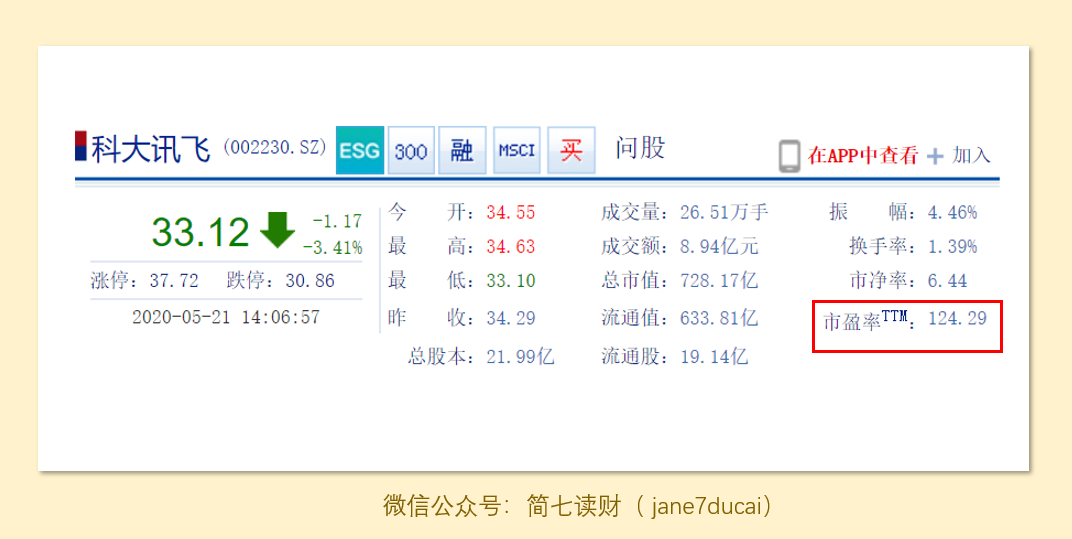 科大讯飞 (002230.SZ) ESG 300 融 MSCI 买 问股 在APP中查看 + 加入
33.12 -1.17
-3.41%
涨停: 37.72 跌停: 30.86
2020-05-21 14:06:57
今 开: 34.55 成交量: 26.51万手 振 幅: 4.46%
最 高: 34.63 成交额: 8.94亿元 换手率: 1.39%
最 低: 33.10 总市值: 728.17亿 市净率: 6.44
昨 收: 34.29 流通值: 633.81亿 市盈率TTM: 124.29
总股本: 21.99亿 流通股: 19.14亿
微信公众号：简七读财（ jane7ducai）